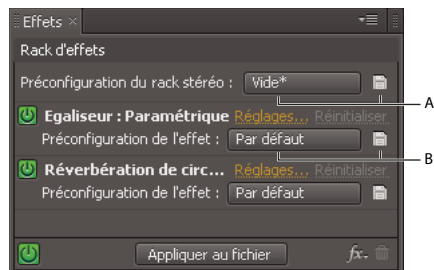 Effets ×
Rack d'effets
Préconfiguration du rack stéréo : Vide*
A
Egaliseur : Paramétrique Réglages... Réinitialiser
Préconfiguration de l'effet : Par défaut
B
Réverbération de circ... Réglages... Réinitialiser
Préconfiguration de l'effet : Par défaut
Appliquer au fichier fx.